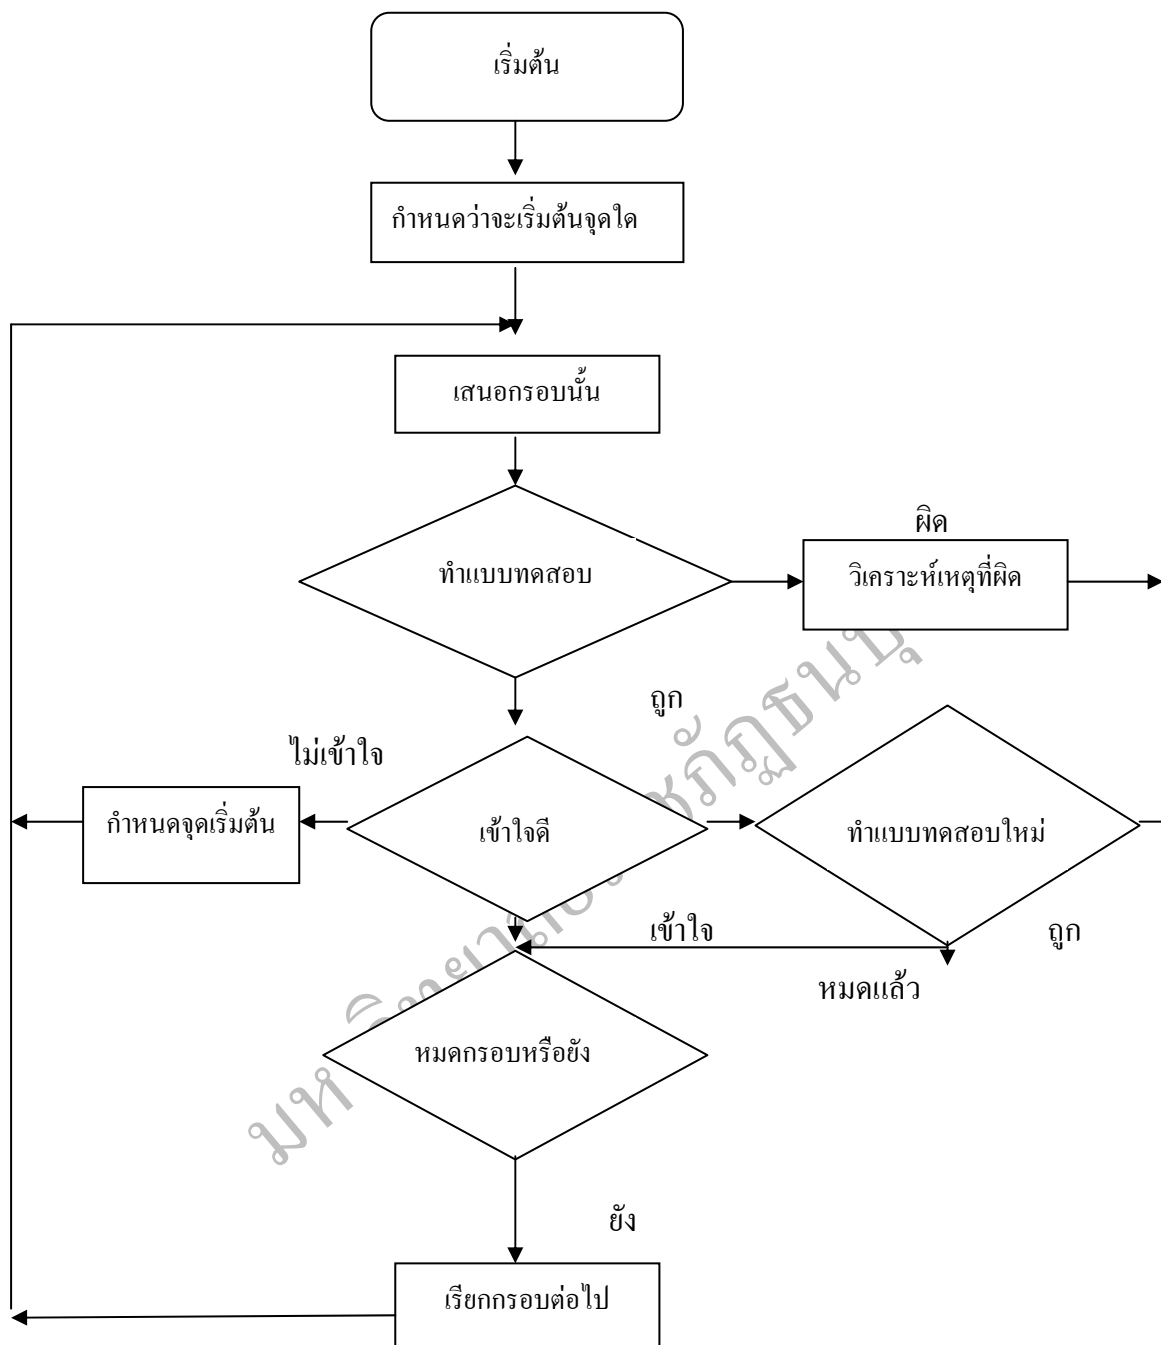 เริ่มต้น
กำหนดว่าจะเริ่มต้นจุดใด
เสนอกรอบนั้น
ผิด
ทำแบบทดสอบ
วิเคราะห์เหตุที่ผิด
ถูก
ไม่เข้าใจ
กำหนดจุดเริ่มต้น
เข้าใจดี
ทำแบบทดสอบใหม่
เข้าใจ
ถูก
หมดแล้ว
หมดกรอบหรือยัง
ยัง
เรียกกรอบต่อไป